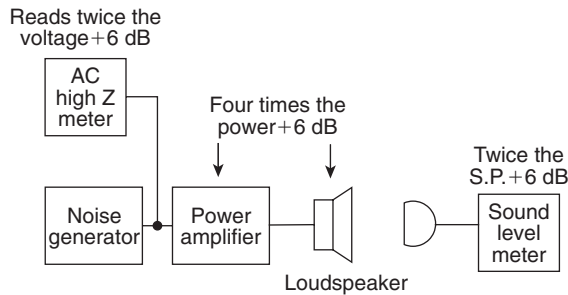 Reads twice the
voltage+6 dB
AC
high Z
meter
Four times the
power+6 dB
Twice the
S.P.+6 dB
Noise
generator
Power
amplifier
Loudspeaker
Sound
level
meter